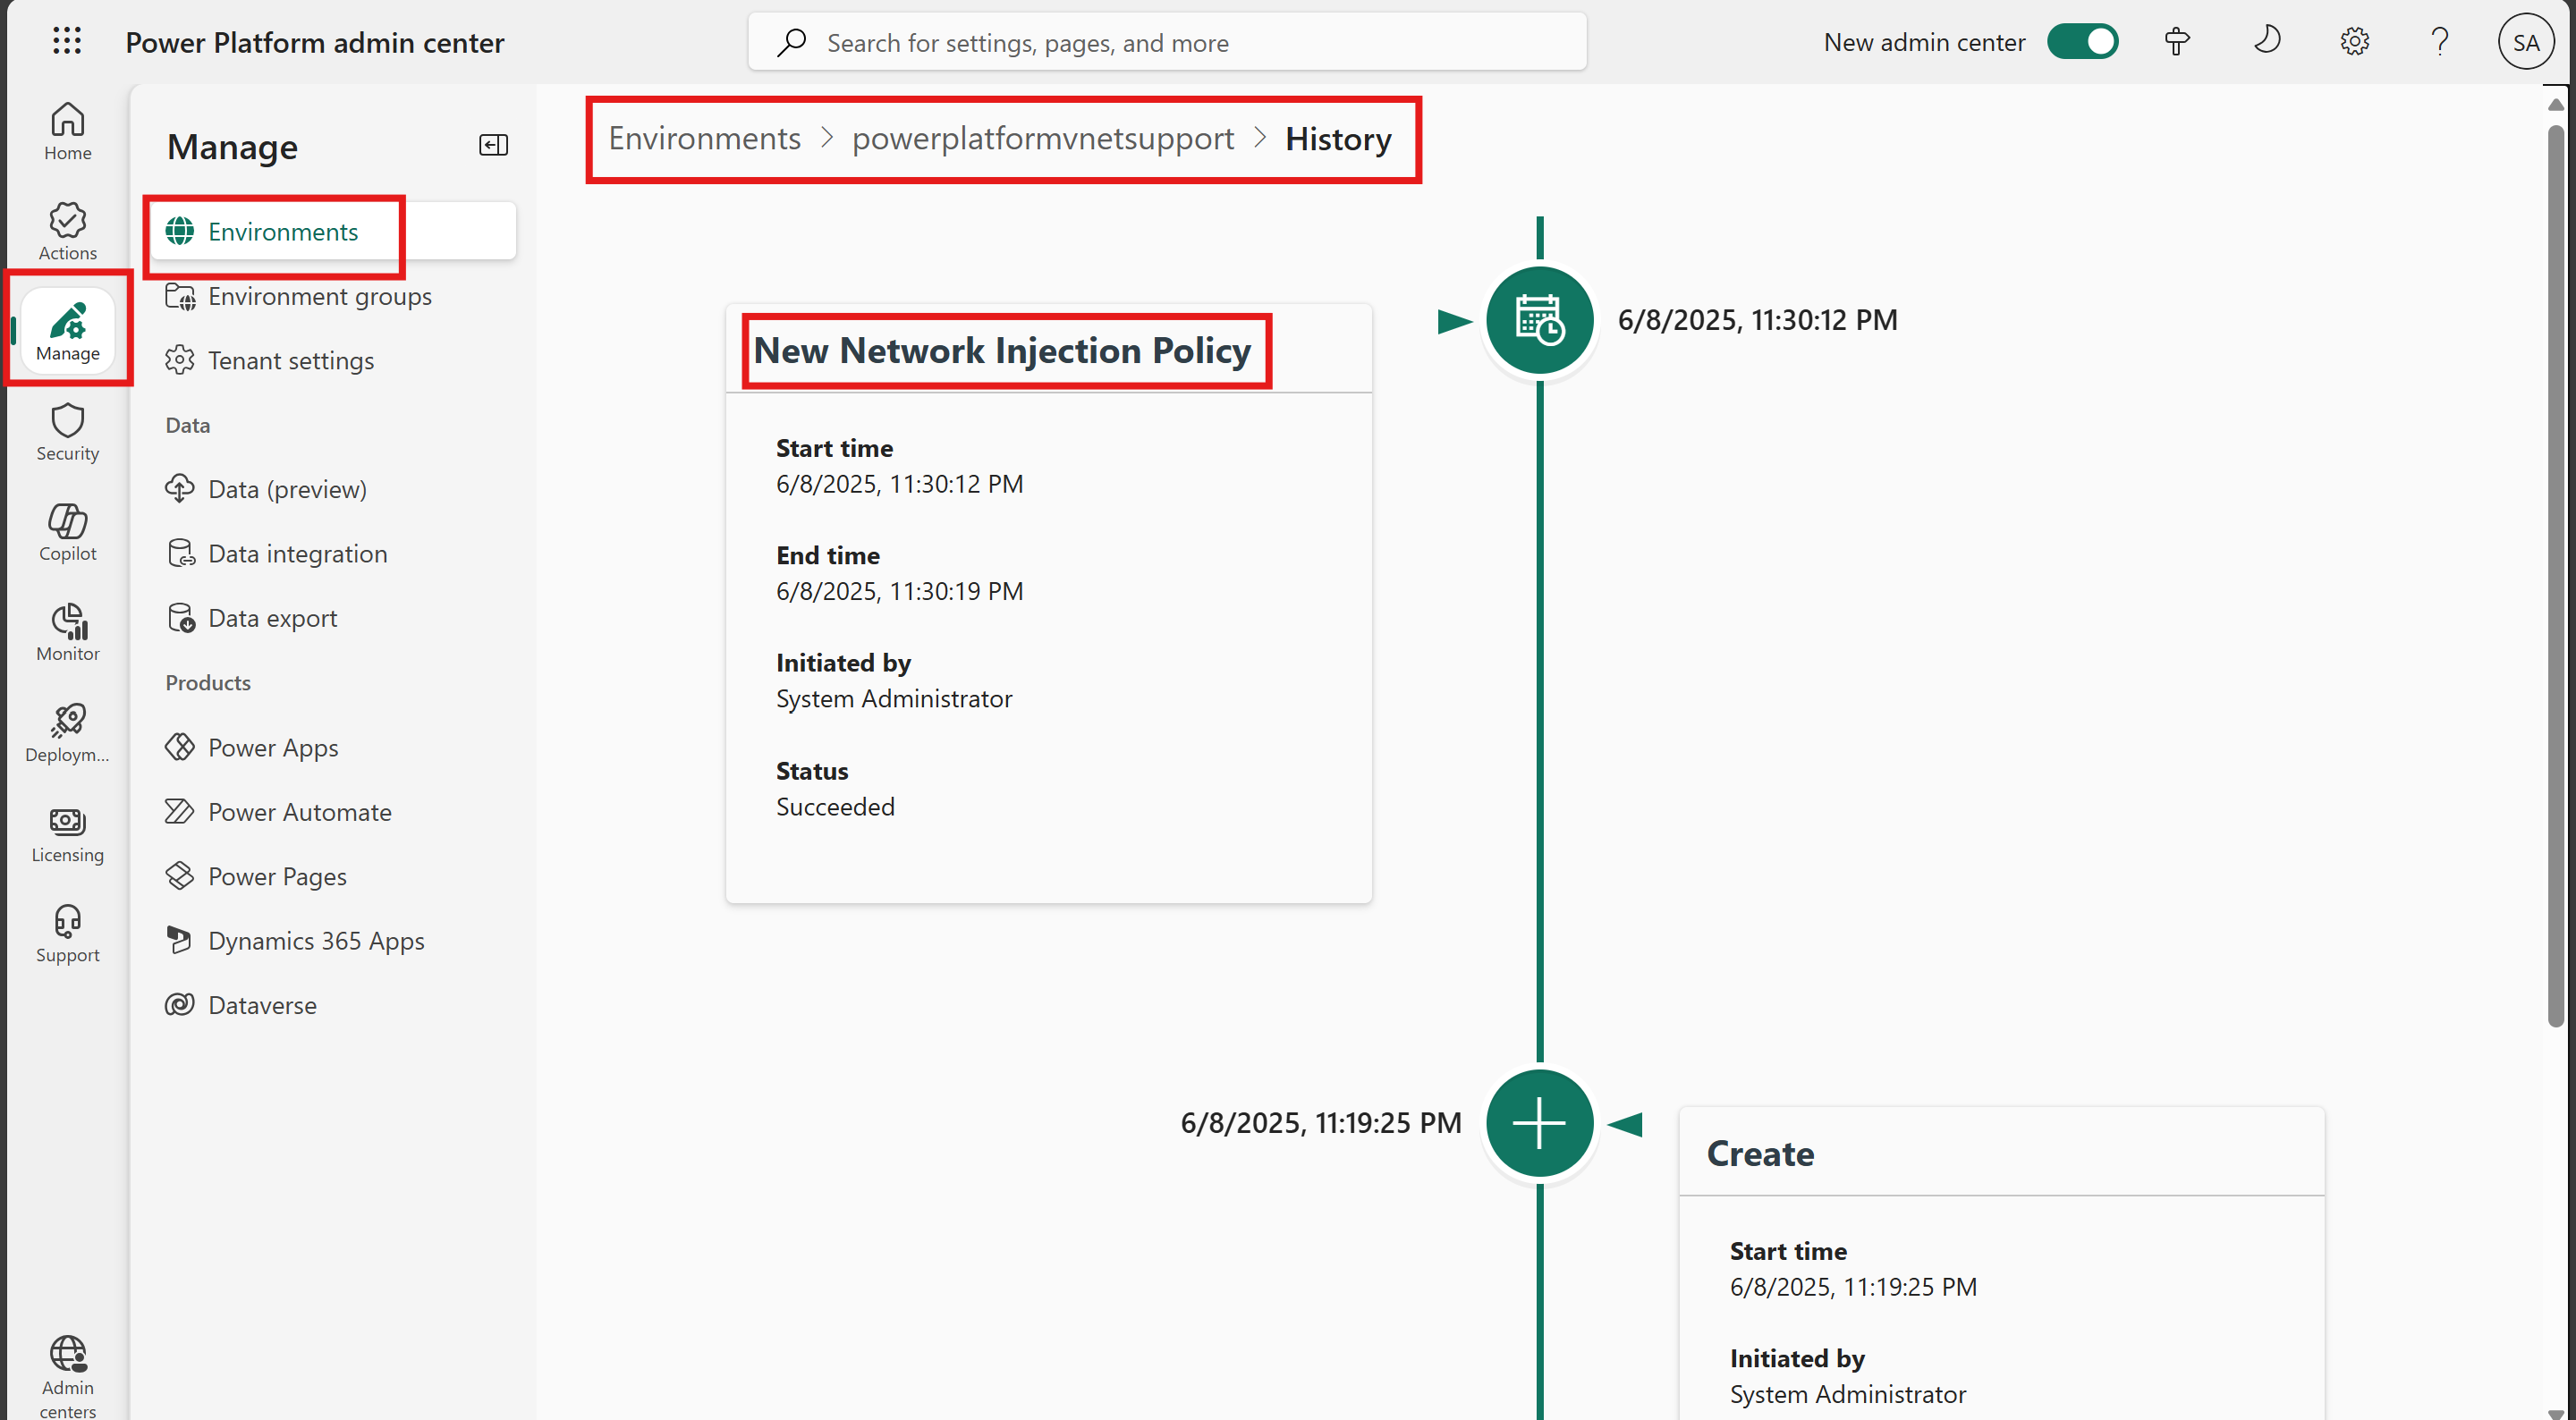 Power Platform admin center
Search for settings, pages, and more
New admin center
SA
Home
Actions
Manage
Security
Copilot
Monitor
Deploym...
Licensing
Support
Admin
centers
Manage
Environments
Environment groups
Tenant settings
Data
Data (preview)
Data integration
Data export
Products
Power Apps
Power Automate
Power Pages
Dynamics 365 Apps
Dataverse
Environments > powerplatformvnetsupport > History
6/8/2025, 11:30:12 PM
New Network Injection Policy
Start time
6/8/2025, 11:30:12 PM
End time
6/8/2025, 11:30:19 PM
Initiated by
System Administrator
Status
Succeeded
6/8/2025, 11:19:25 PM
Create
Start time
6/8/2025, 11:19:25 PM
Initiated by
System Administrator